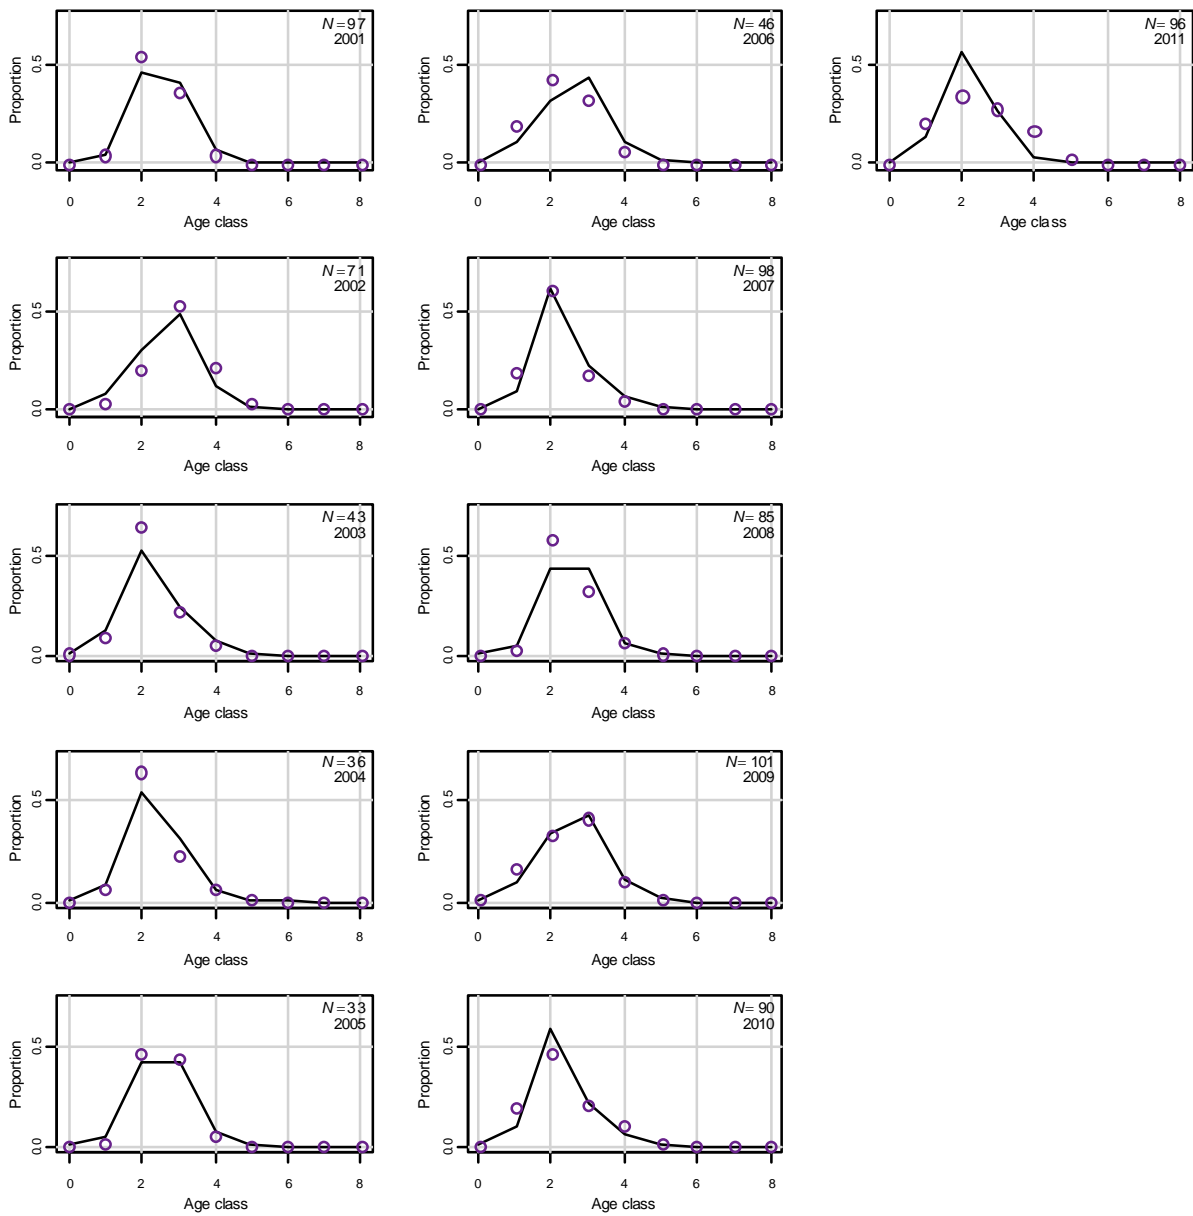 N=97
2001
Proportion
0.5
0.0
0 2 4 6 8
Age class
N=71
2002
Proportion
0.5
0.0
0 2 4 6 8
Age class
N=43
2003
Proportion
0.5
0.0
0 2 4 6 8
Age class
N=36
2004
Proportion
0.5
0.0
0 2 4 6 8
Age class
N=33
2005
Proportion
0.5
0.0
0 2 4 6 8
Age class
N=46
2006
Proportion
0.5
0.0
0 2 4 6 8
Age class
N=98
2007
Proportion
0.5
0.0
0 2 4 6 8
Age class
N=85
2008
Proportion
0.5
0.0
0 2 4 6 8
Age class
N=101
2009
Proportion
0.5
0.0
0 2 4 6 8
Age class
N=90
2010
Proportion
0.5
0.0
0 2 4 6 8
Age class
N=96
2011
Proportion
0.5
0.0
0 2 4 6 8
Age class